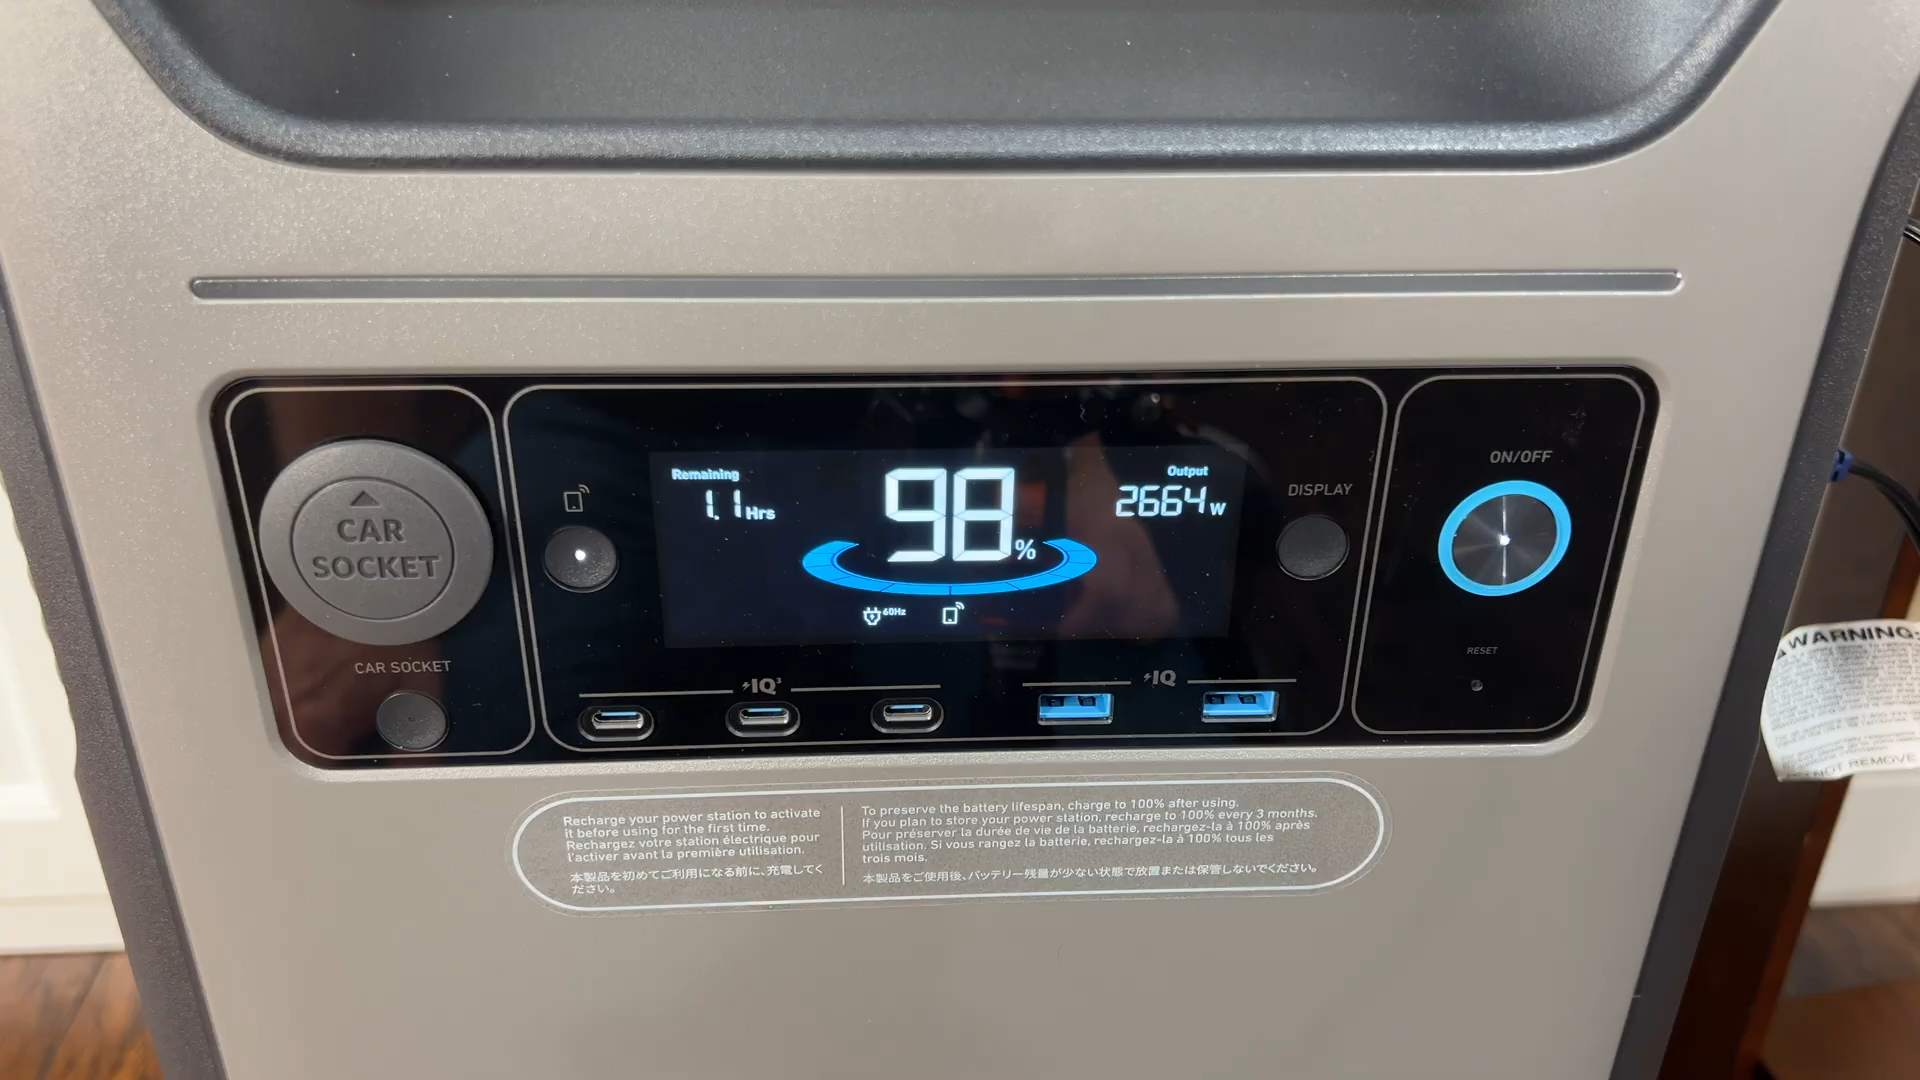 Remaining
1.1 Hrs
98%
Output
2664 W
60Hz
CAR
SOCKET
CAR SOCKET
DISPLAY
ON/OFF
RESET
IQ³
IQ
Recharge your power station to activate
it before using for the first time.
Rechargez votre station électrique pour
l'activer avant la première utilisation.
本製品を初めてご利用になる前に、充電してく
ださい。
To preserve the battery lifespan, charge to 100% after using.
If you plan to store your power station, recharge to 100% every 3 months.
Pour préserver la durée de vie de la batterie, rechargez-la à 100% après
utilisation. Si vous rangez la batterie, rechargez-la à 100% tous les
trois mois.
本製品をご使用後、バッテリー残量が少ない状態で放置または保管しないでください。
WARNING:
NOT REMOVE